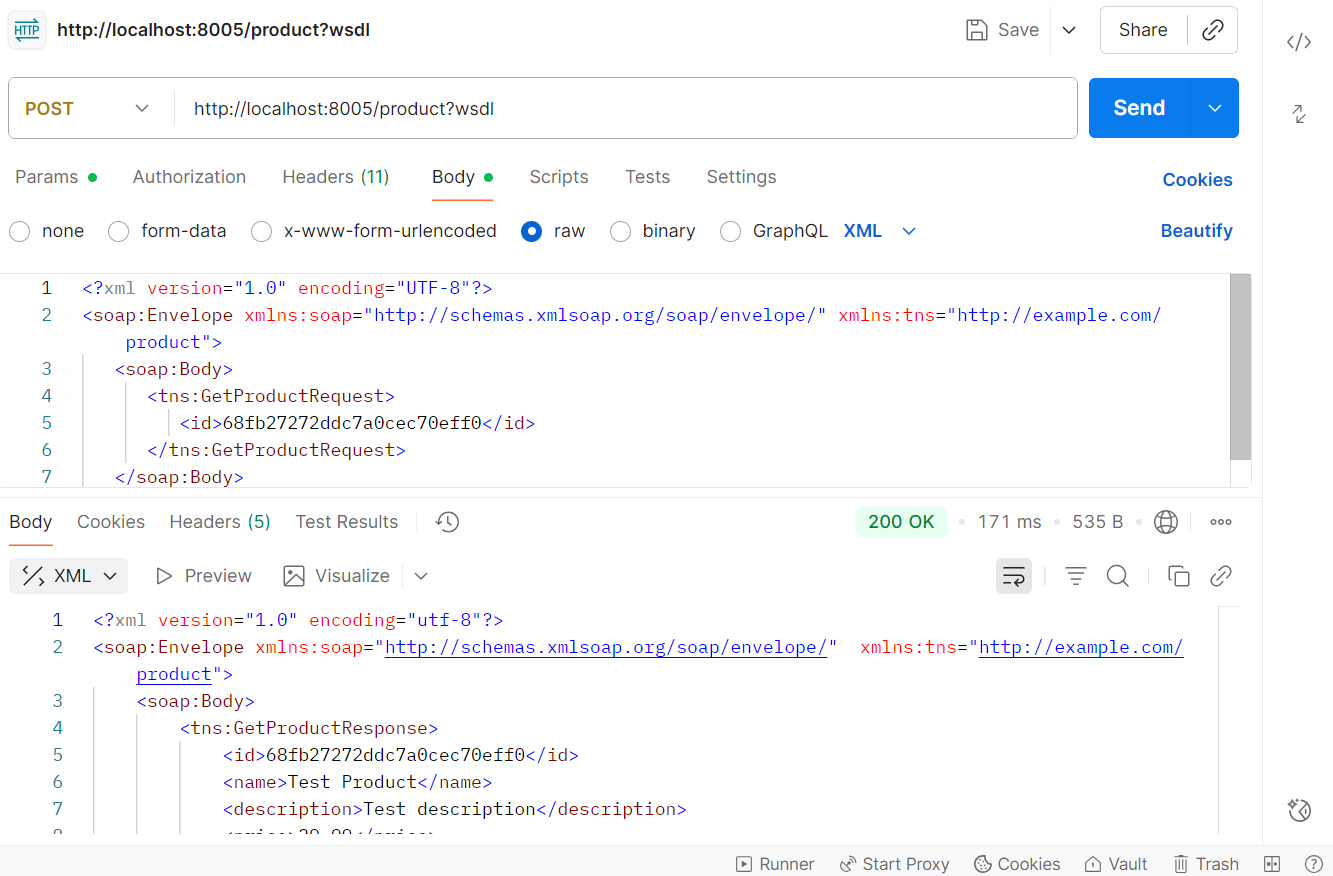 HTTP http://localhost:8005/product?wsdl Save Share
POST http://localhost:8005/product?wsdl Send
Params Authorization Headers (11) Body Scripts Tests Settings Cookies
none form-data x-www-form-urlencoded raw binary GraphQL XML Beautify
1 <?xml version="1.0" encoding="UTF-8"?>
2 <soap:Envelope xmlns:soap="http://schemas.xmlsoap.org/soap/envelope/" xmlns:tns="http://example.com/
product">
3 <soap:Body>
4 <tns:GetProductRequest>
5 <id>68fb27272ddc7a0cec70eff0</id>
6 </tns:GetProductRequest>
7 </soap:Body>
Body Cookies Headers (5) Test Results 200 OK 171 ms 535 B
XML Preview Visualize
1 <?xml version="1.0" encoding="utf-8"?>
2 <soap:Envelope xmlns:soap="http://schemas.xmlsoap.org/soap/envelope/" xmlns:tns="http://example.com/
product">
3 <soap:Body>
4 <tns:GetProductResponse>
5 <id>68fb27272ddc7a0cec70eff0</id>
6 <name>Test Product</name>
7 <description>Test description</description>
Runner Start Proxy Cookies Vault Trash